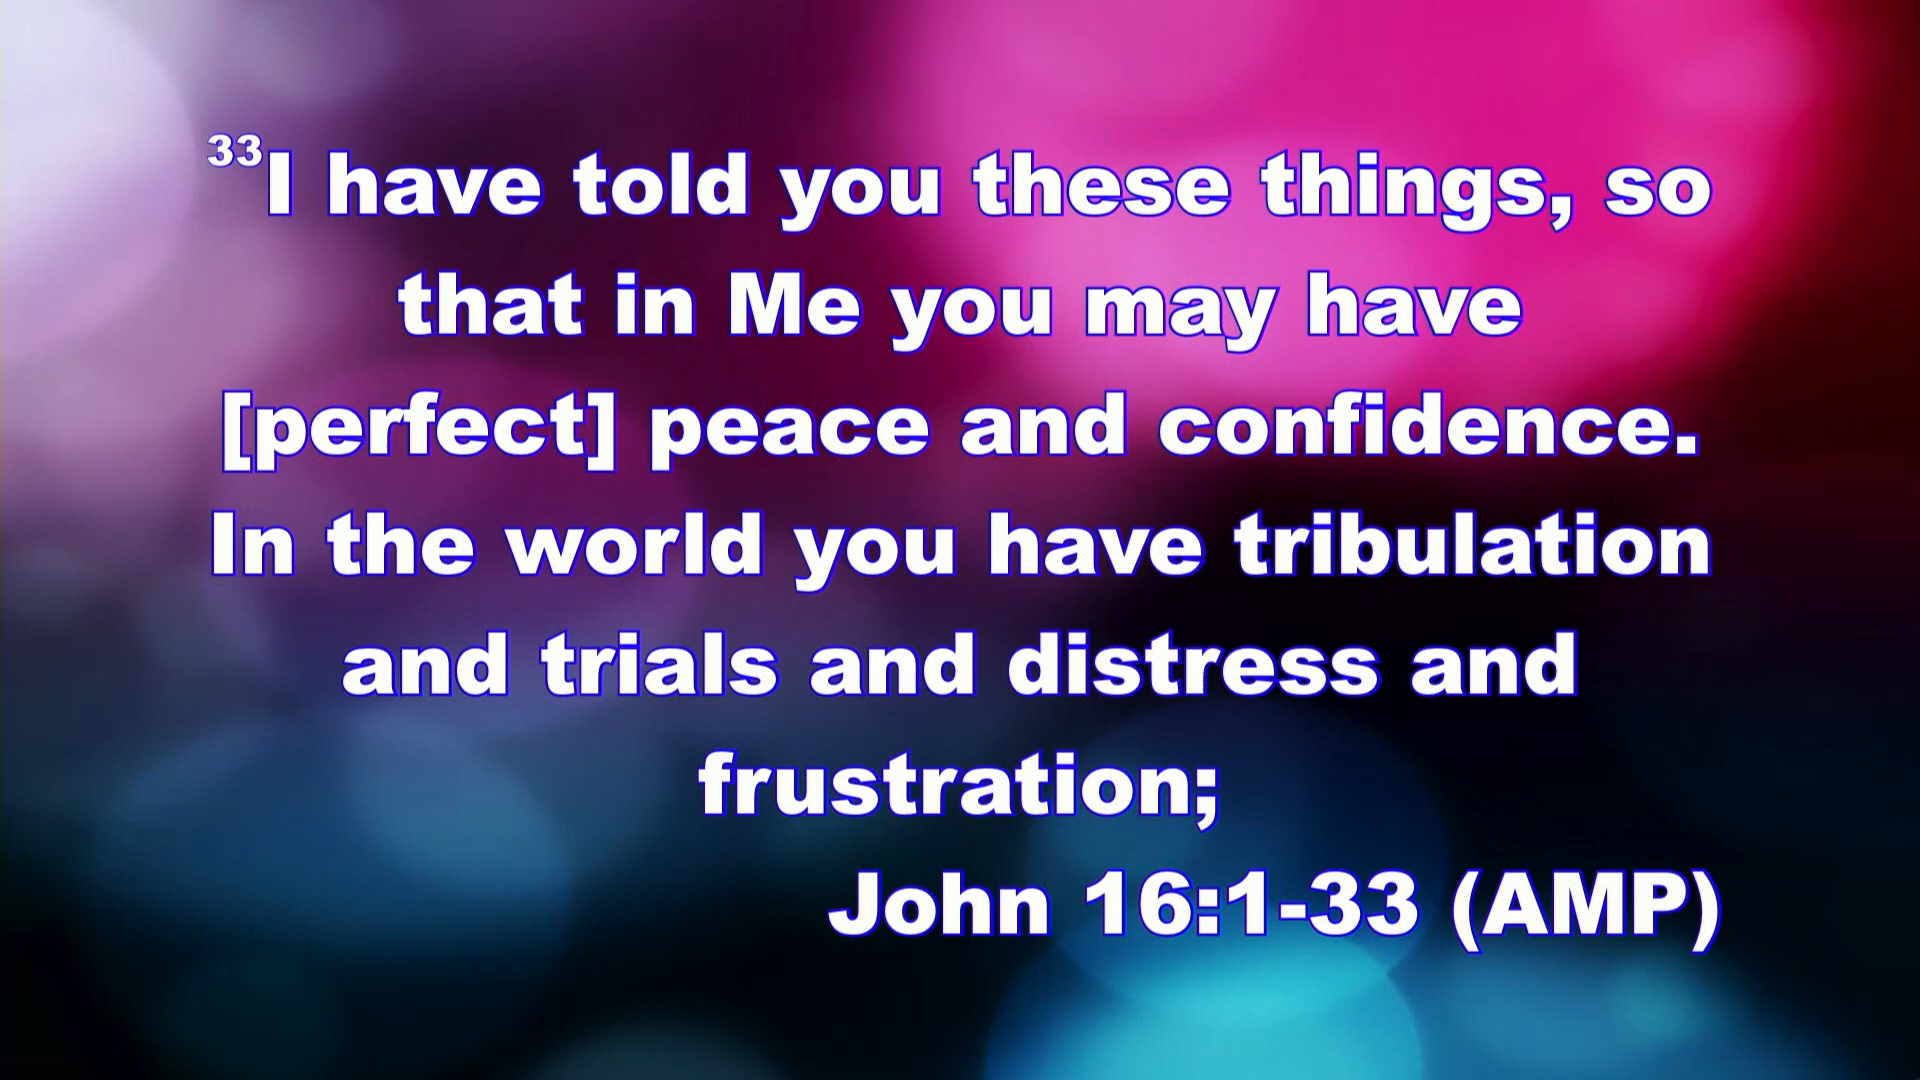 33I have told you these things, so
that in Me you may have
[perfect] peace and confidence.
In the world you have tribulation
and trials and distress and
frustration;
John 16:1-33 (AMP)